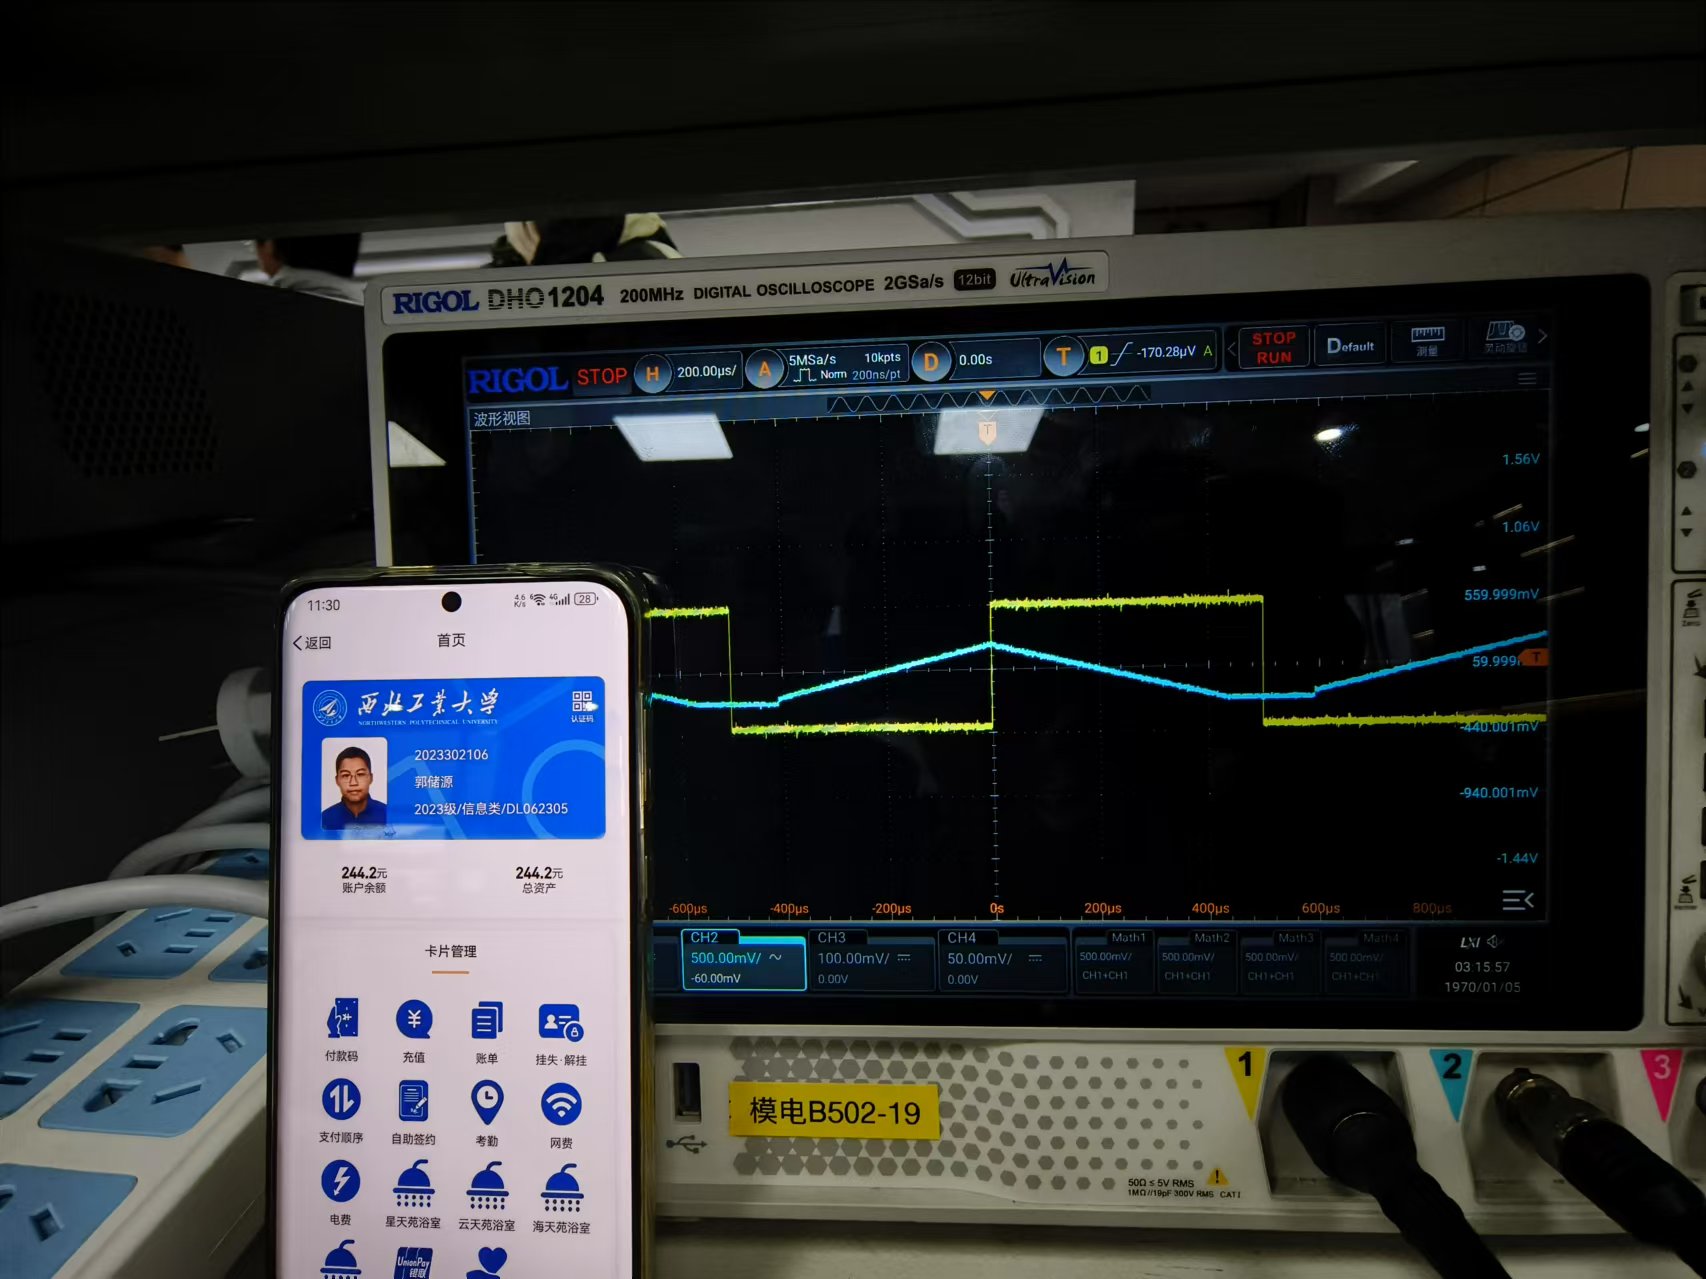 RIGOL DHO1204 200MHz DIGITAL OSCILLOSCOPE 2GSa/s 12bit UltraVision
RIGOL STOP H 200.00μs/ A 5MSa/s 10kpts Norm 200ns/pt D 0.00s T 1 -170.28μV A STOP RUN Default 测量
波形视图
T
1.56V
1.06V
559.999mV
59.999
T
-440.001mV
-940.001mV
-1.44V
-600μs -400μs -200μs 0s 200μs 400μs 600μs 800μs
CH2 CH3 CH4 Math1 Math2 Math3 Math4
500.00mV/ 100.00mV/ 50.00mV/ 500.00mV/ 500.00mV/ 500.00mV/ 500.00mV/
-60.00mV 0.00V 0.00V CH1+CH1 CH1+CH1 CH1+CH1 CH1+CH1
LXI
03:15:57
1970/01/05
模电B502-19
1 2 3
50Ω ≤ 5V RMS
1MΩ//19pF 300V RMS CAT I
11:30 4.6 K/s 6 4G 28
返回 首页
西北工业大学
NORTHWESTERN POLYTECHNICAL UNIVERSITY
认证码
2023302106
郭储源
2023级/信息类/DL062305
244.2元 244.2元
账户余额 总资产
卡片管理
付款码 充值 账单 挂失·解挂
支付顺序 自助签约 考勤 网费
电费 星天苑浴室 云天苑浴室 海天苑浴室
UnionPay
银联